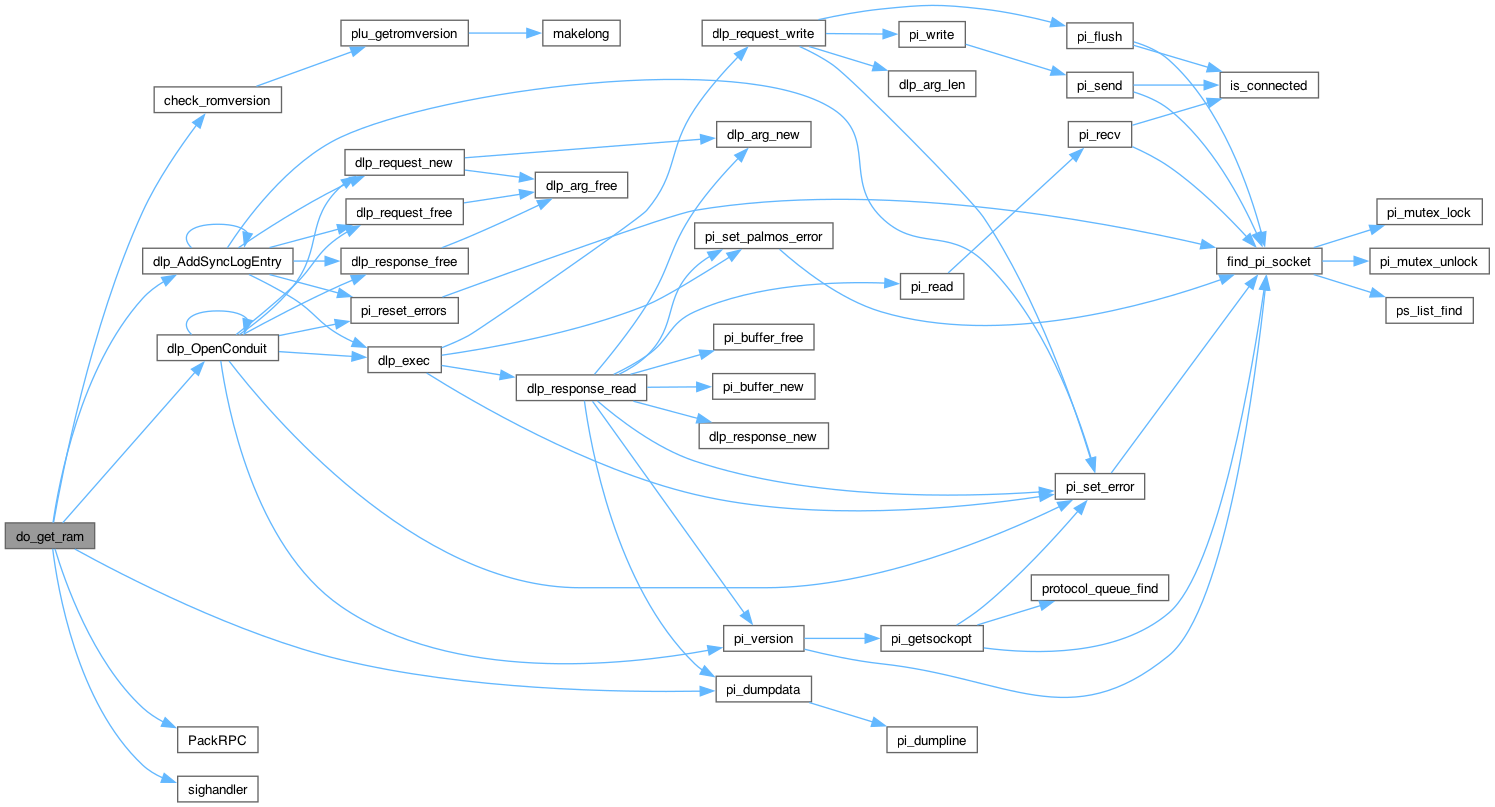 do_get_ram
check_romversion
plu_getromversion
makelong
dlp_AddSyncLogEntry
dlp_OpenConduit
dlp_request_new
dlp_request_free
dlp_response_free
pi_reset_errors
dlp_exec
dlp_arg_free
dlp_response_read
dlp_request_write
dlp_arg_new
pi_set_palmos_error
pi_buffer_free
pi_buffer_new
dlp_response_new
pi_version
pi_dumpdata
pi_write
dlp_arg_len
pi_read
pi_getsockopt
pi_dumpline
pi_flush
pi_send
pi_recv
pi_set_error
protocol_queue_find
is_connected
find_pi_socket
pi_mutex_lock
pi_mutex_unlock
ps_list_find
PackRPC
sighandler